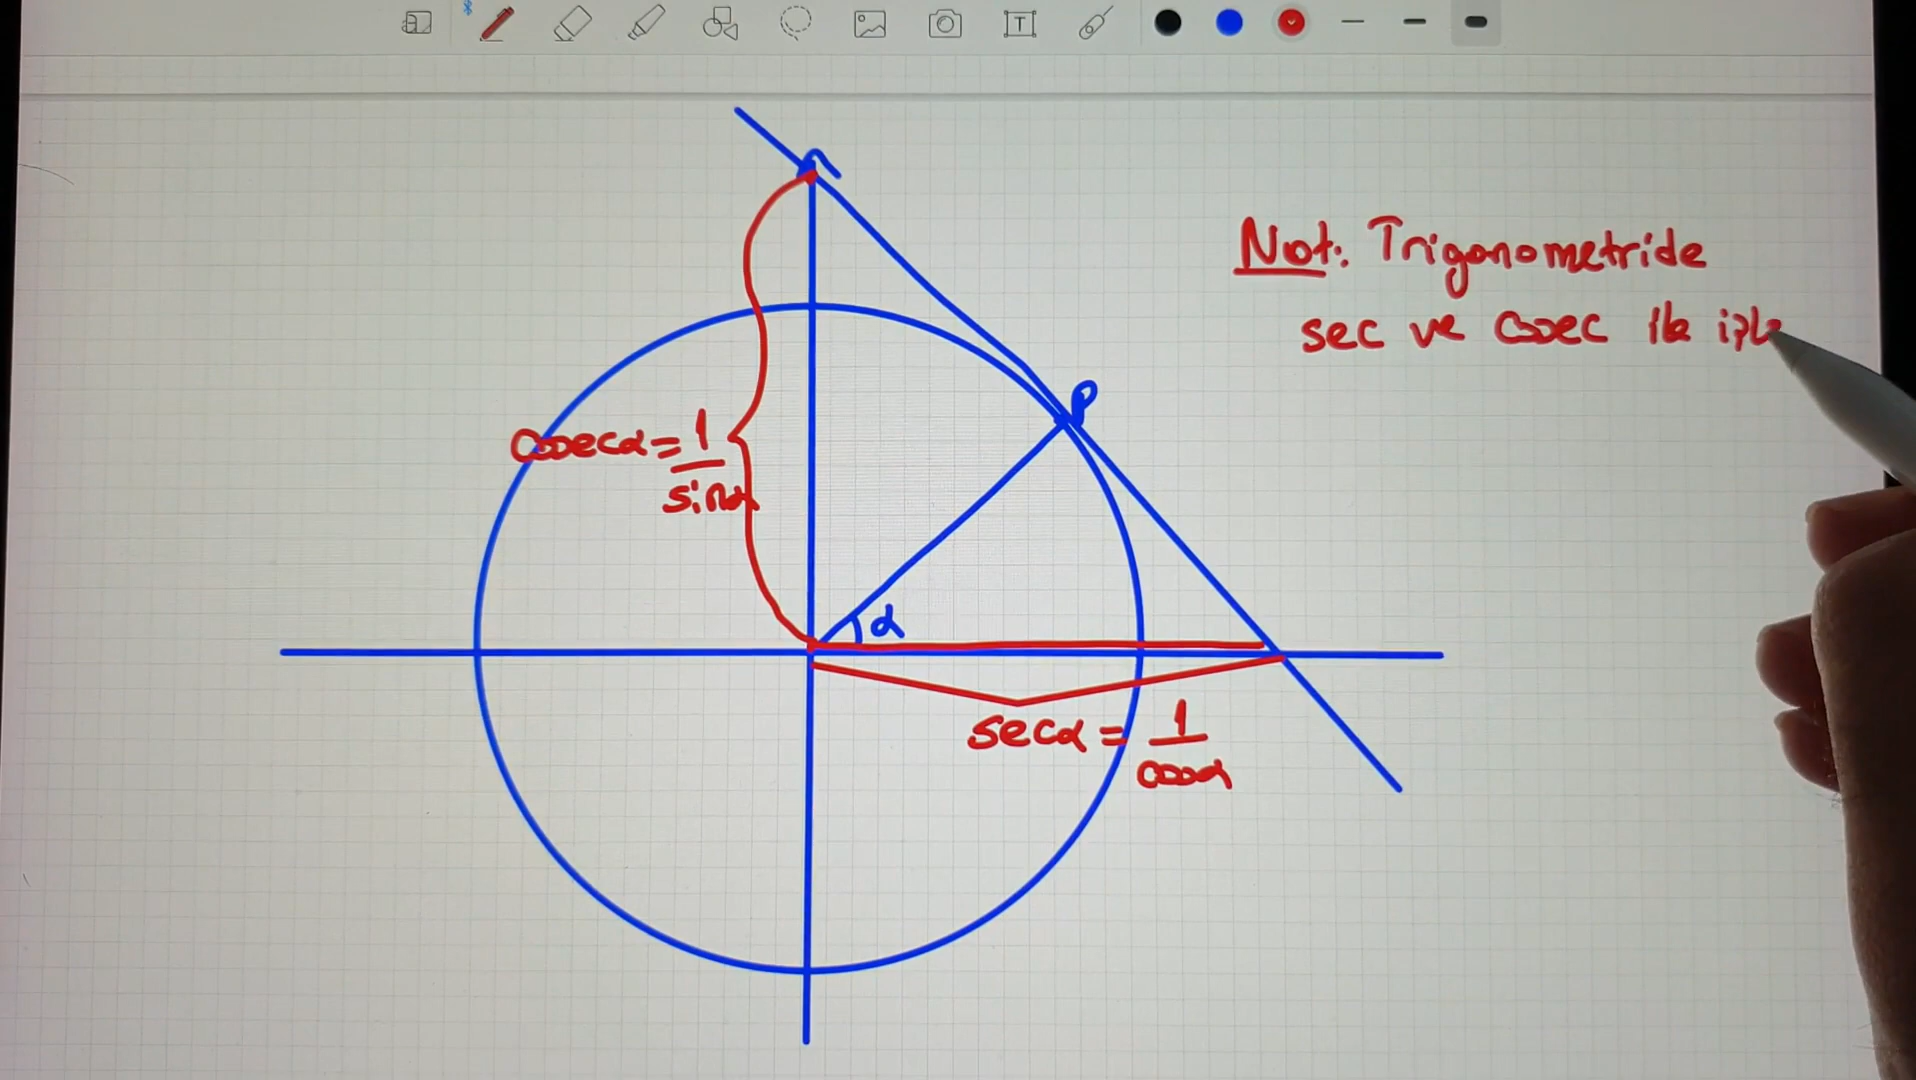 Not: Trigonometride
sec ve cosec ile
P
cosecα = 1
sinα
α
secα = 1
cosα
T